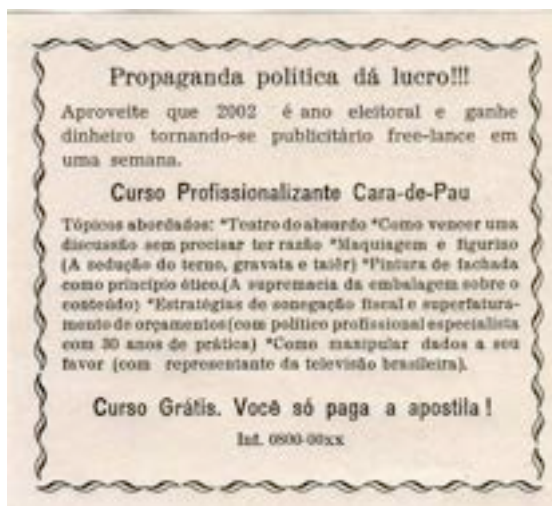 Propaganda política dá lucro!!!
Aproveite que 2002 é ano eleitoral e ganhe
dinheiro tornando-se publicitário free-lance em
uma semana.
Curso Profissionalizante Cara-de-Pau
Tópicos abordados: *Teatro do absurdo *Como vencer uma
discussão sem precisar ter razão *Maquiagem e figurino
(A sedução do terno, gravata e taiêr) *Pintura de fachada
como princípio ético.(A supremacia da embalagem sobre o
conteúdo) *Estratégias de sonegação fiscal e superfatura-
mento de orçamentos(com político profissional especialista
com 30 anos de prática) *Como manipular dados a seu
favor (com representante da televisão brasileira).
Curso Grátis. Você só paga a apostila !
Inf. 0800-00xx